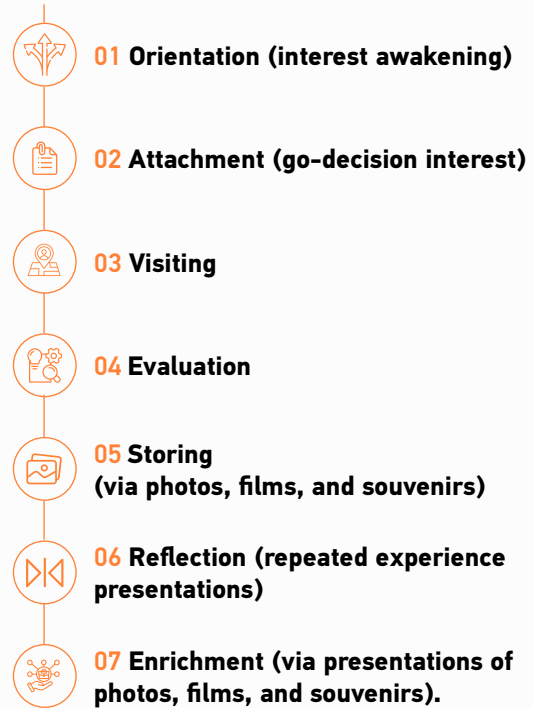 01 Orientation (interest awakening)
02 Attachment (go-decision interest)
03 Visiting
04 Evaluation
05 Storing
(via photos, films, and souvenirs)
06 Reflection (repeated experience
presentations)
07 Enrichment (via presentations of
photos, films, and souvenirs).